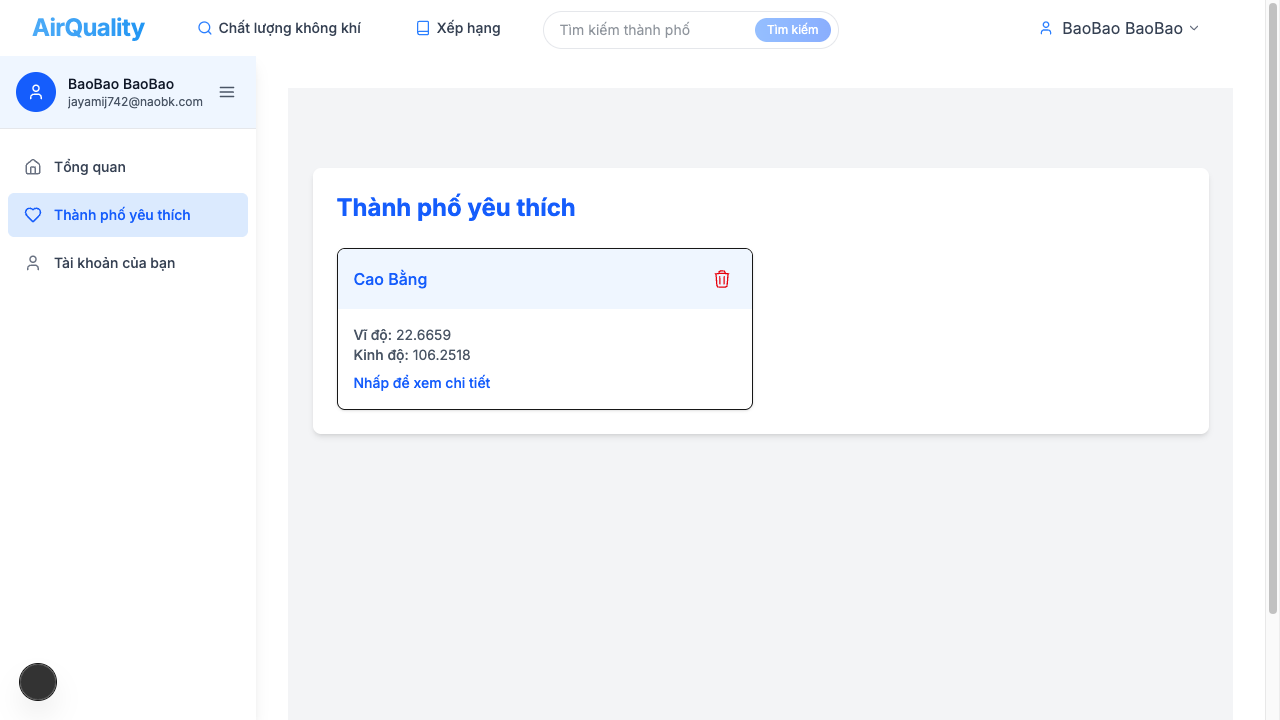 AirQuality
Chất lượng không khí
Xếp hạng
Tìm kiếm thành phố
Tìm kiếm
BaoBao BaoBao
BaoBao BaoBao
jayamij742@naobk.com
Tổng quan
Thành phố yêu thích
Tài khoản của bạn
Thành phố yêu thích
Cao Bằng
Vĩ độ: 22.6659
Kinh độ: 106.2518
Nhấp để xem chi tiết